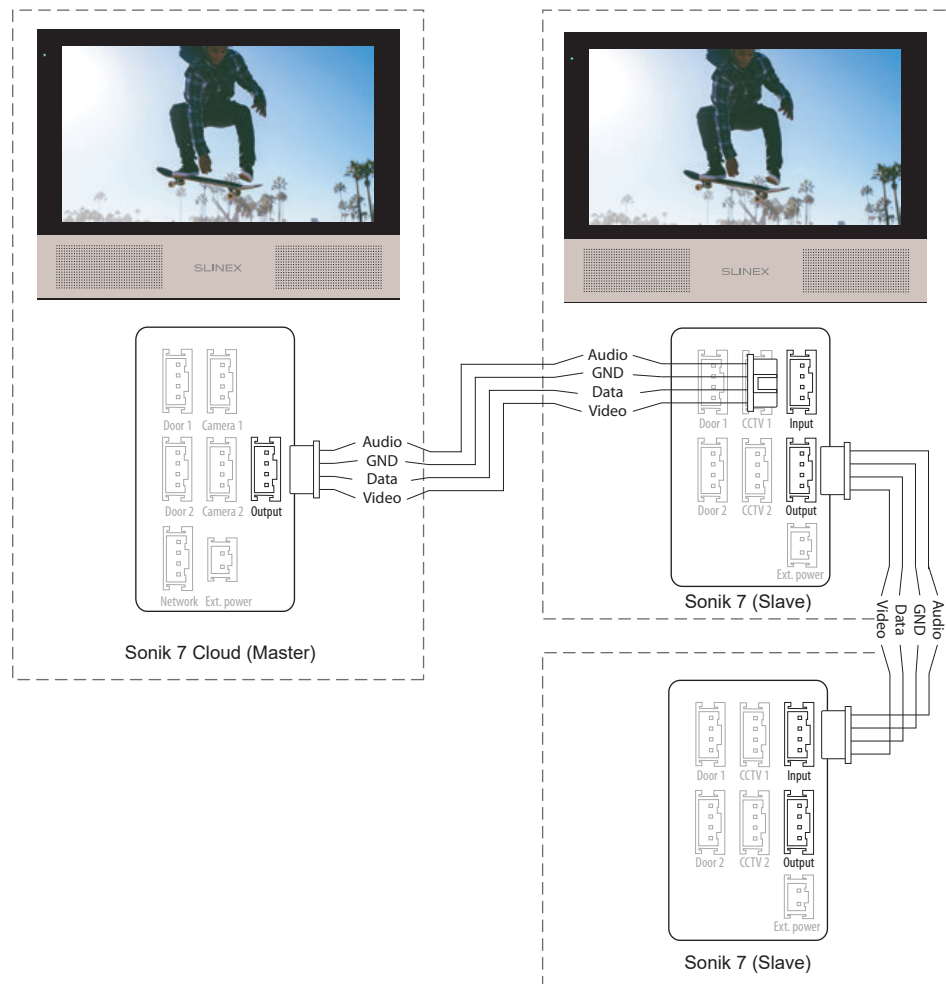 SLINEX
Door 1 Camera 1
Door 2 Camera 2 Output
Network Ext. power
Audio
GND
Data
Video
Sonik 7 Cloud (Master)
SLINEX
Audio
GND
Data
Video
Door 1 CCTV 1 Input
Door 2 CCTV 2 Output
Ext. power
Sonik 7 (Slave)
Audio
GND
Data
Video
Door 1 CCTV 1 Input
Door 2 CCTV 2 Output
Ext. power
Sonik 7 (Slave)